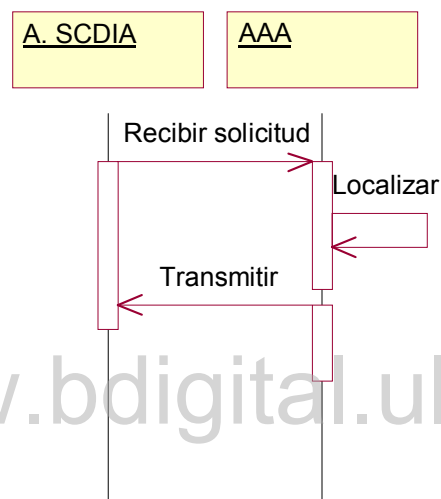 A. SCDIA
AAA
Recibir solicitud
Localizar
Transmitir
.bdigital.ul